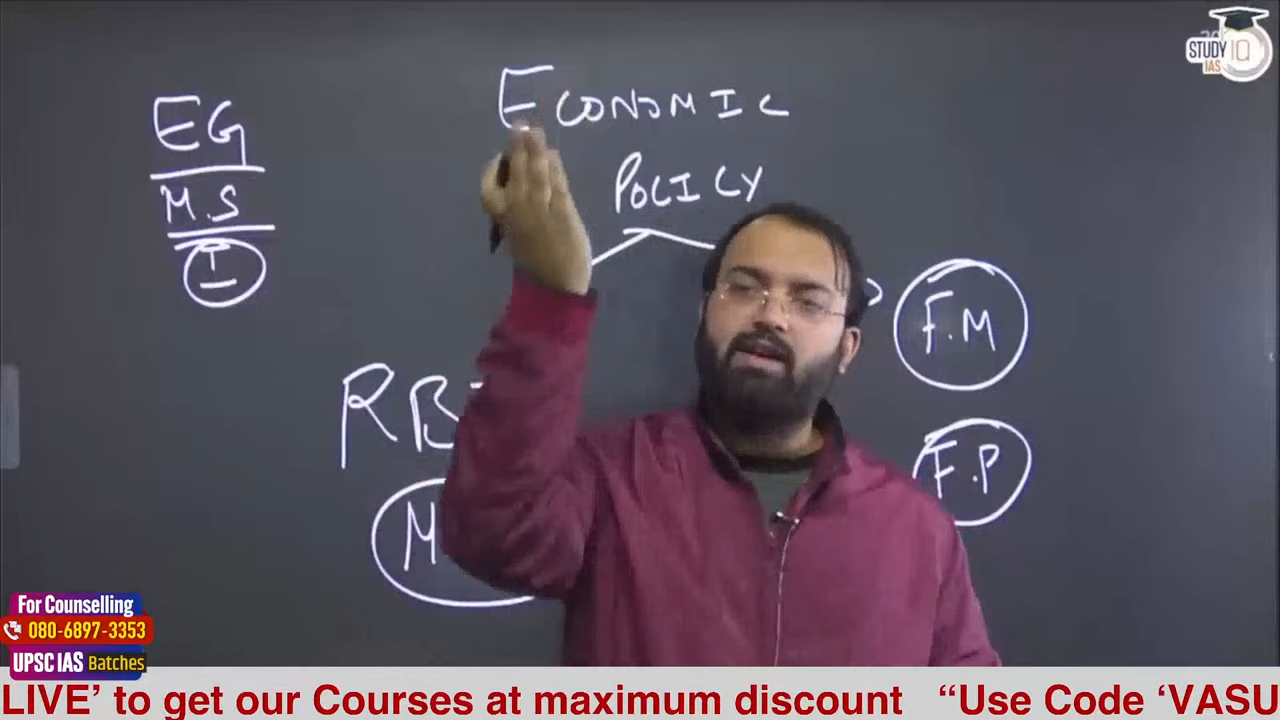 STUDY IQ
IAS
ECONOMIC
POLICY
EG
M.S
I
F.M
RB
F.P
M
For Counselling
080-6897-3353
UPSC IAS Batches
LIVE’ to get our Courses at maximum discount “Use Code ‘VASU